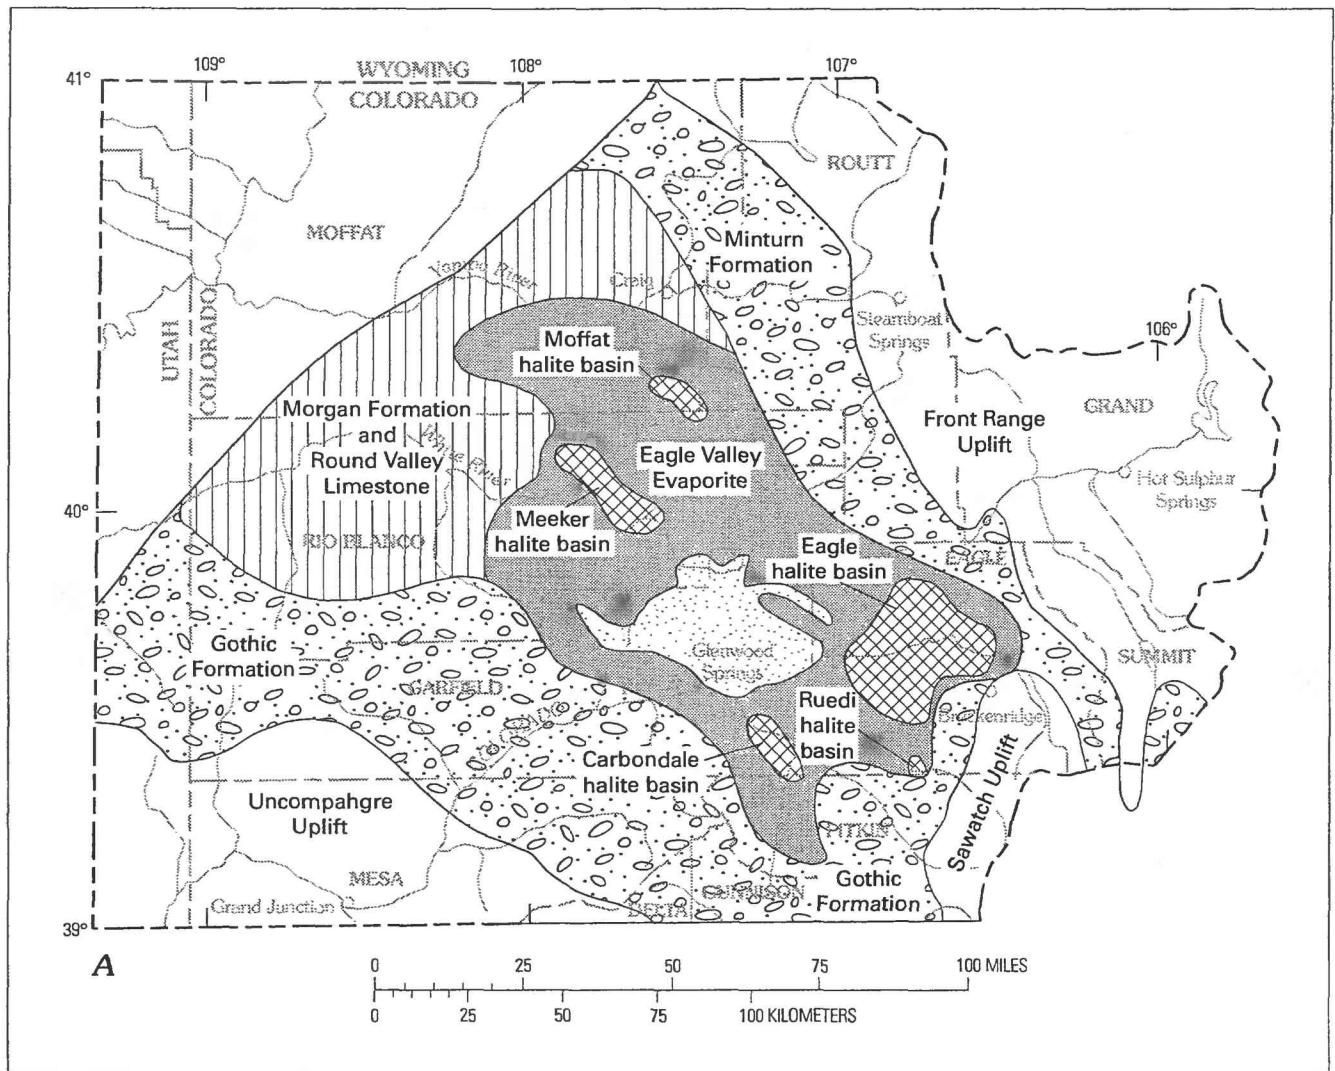 109°
108°
107°
41°
WYOMING
COLORADO
ROUTT
MOFFAT
Minturn
Formation
Yampa River
Craig
UTAH
COLORADO
Steamboat
Springs
106°
Moffat
halite basin
Morgan Formation
and
Round Valley
Limestone
White River
Eagle Valley
Evaporite
Front Range
Uplift
GRAND
Hot Sulphur
Springs
40°
Meeker
halite basin
RIO BLANCO
Eagle
halite basin
EAGLE
Gothic
Formation
GARFIELD
Glenwood
Springs
SUMMIT
Ruedi
halite
basin
Breckenridge
Carbondale
halite basin
Uncompahgre
Uplift
PITKIN
Sawatch Uplift
MESA
Gothic
Formation
GUNNISON
Grand Junction
DELTA
39°
A
0 25 50 75 100 MILES
0 25 50 75 100 KILOMETERS